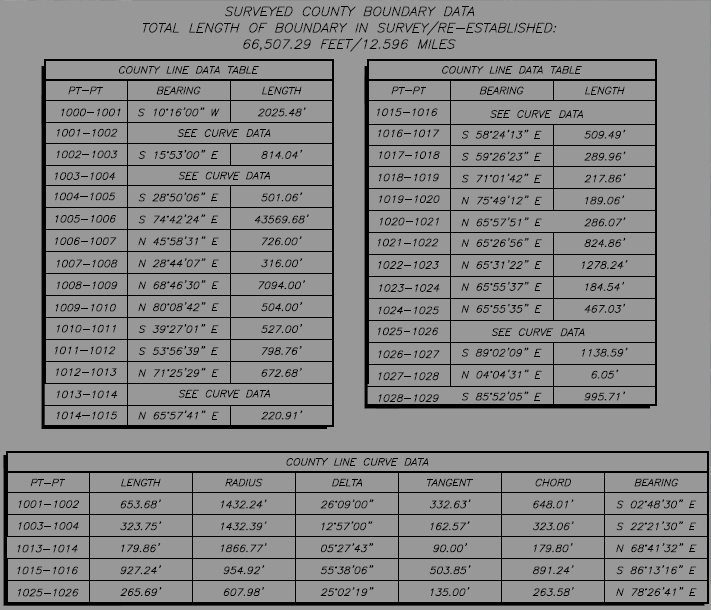 SURVEYED COUNTY BOUNDARY DATA
TOTAL LENGTH OF BOUNDARY IN SURVEY/RE-ESTABLISHED:
66,507.29 FEET/12.596 MILES
COUNTY LINE DATA TABLE
PT-PT BEARING LENGTH
1000-1001 S 10°16'00" W 2025.48'
1001-1002 SEE CURVE DATA
1002-1003 S 15°53'00" E 814.04'
1003-1004 SEE CURVE DATA
1004-1005 S 28°50'06" E 501.06'
1005-1006 S 74°42'24" E 43569.68'
1006-1007 N 45°58'31" E 726.00'
1007-1008 N 28°44'07" E 316.00'
1008-1009 N 68°46'30" E 7094.00'
1009-1010 N 80°08'42" E 504.00'
1010-1011 S 39°27'01" E 527.00'
1011-1012 S 53°56'39" E 798.76'
1012-1013 N 71°25'29" E 672.68'
1013-1014 SEE CURVE DATA
1014-1015 N 65°57'41" E 220.91'
COUNTY LINE DATA TABLE
PT-PT BEARING LENGTH
1015-1016 SEE CURVE DATA
1016-1017 S 58°24'13" E 509.49'
1017-1018 S 59°26'23" E 289.96'
1018-1019 S 71°01'42" E 217.86'
1019-1020 N 75°49'12" E 189.06'
1020-1021 N 65°57'51" E 286.07'
1021-1022 N 65°26'56" E 824.86'
1022-1023 N 65°31'22" E 1278.24'
1023-1024 N 65°55'37" E 184.54'
1024-1025 N 65°55'35" E 467.03'
1025-1026 SEE CURVE DATA
1026-1027 S 89°02'09" E 1138.59'
1027-1028 N 04°04'31" E 6.05'
1028-1029 S 85°52'05" E 995.71'
COUNTY LINE CURVE DATA
PT-PT LENGTH RADIUS DELTA TANGENT CHORD BEARING
1001-1002 653.68' 1432.24' 26°09'00" 332.63' 648.01' S 02°48'30" E
1003-1004 323.75' 1432.39' 12°57'00" 162.57' 323.06' S 22°21'30" E
1013-1014 179.86' 1866.77' 05°27'43" 90.00' 179.80' N 68°41'32" E
1015-1016 927.24' 954.92' 55°38'06" 503.85' 891.24' S 86°13'16" E
1025-1026 265.69' 607.98' 25°02'19" 135.00' 263.58' N 78°26'41" E